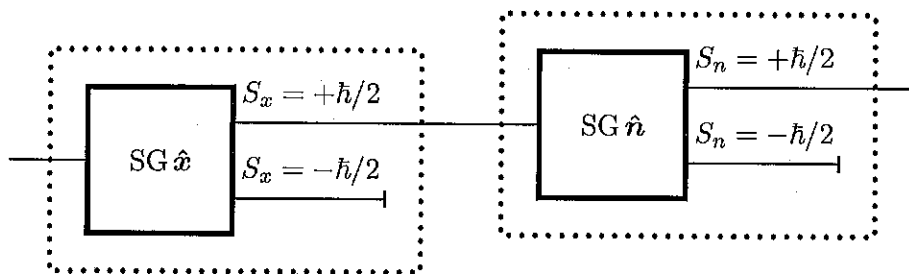 SG x̂
S_x = +ħ/2
S_x = −ħ/2
SG n̂
S_n = +ħ/2
S_n = −ħ/2